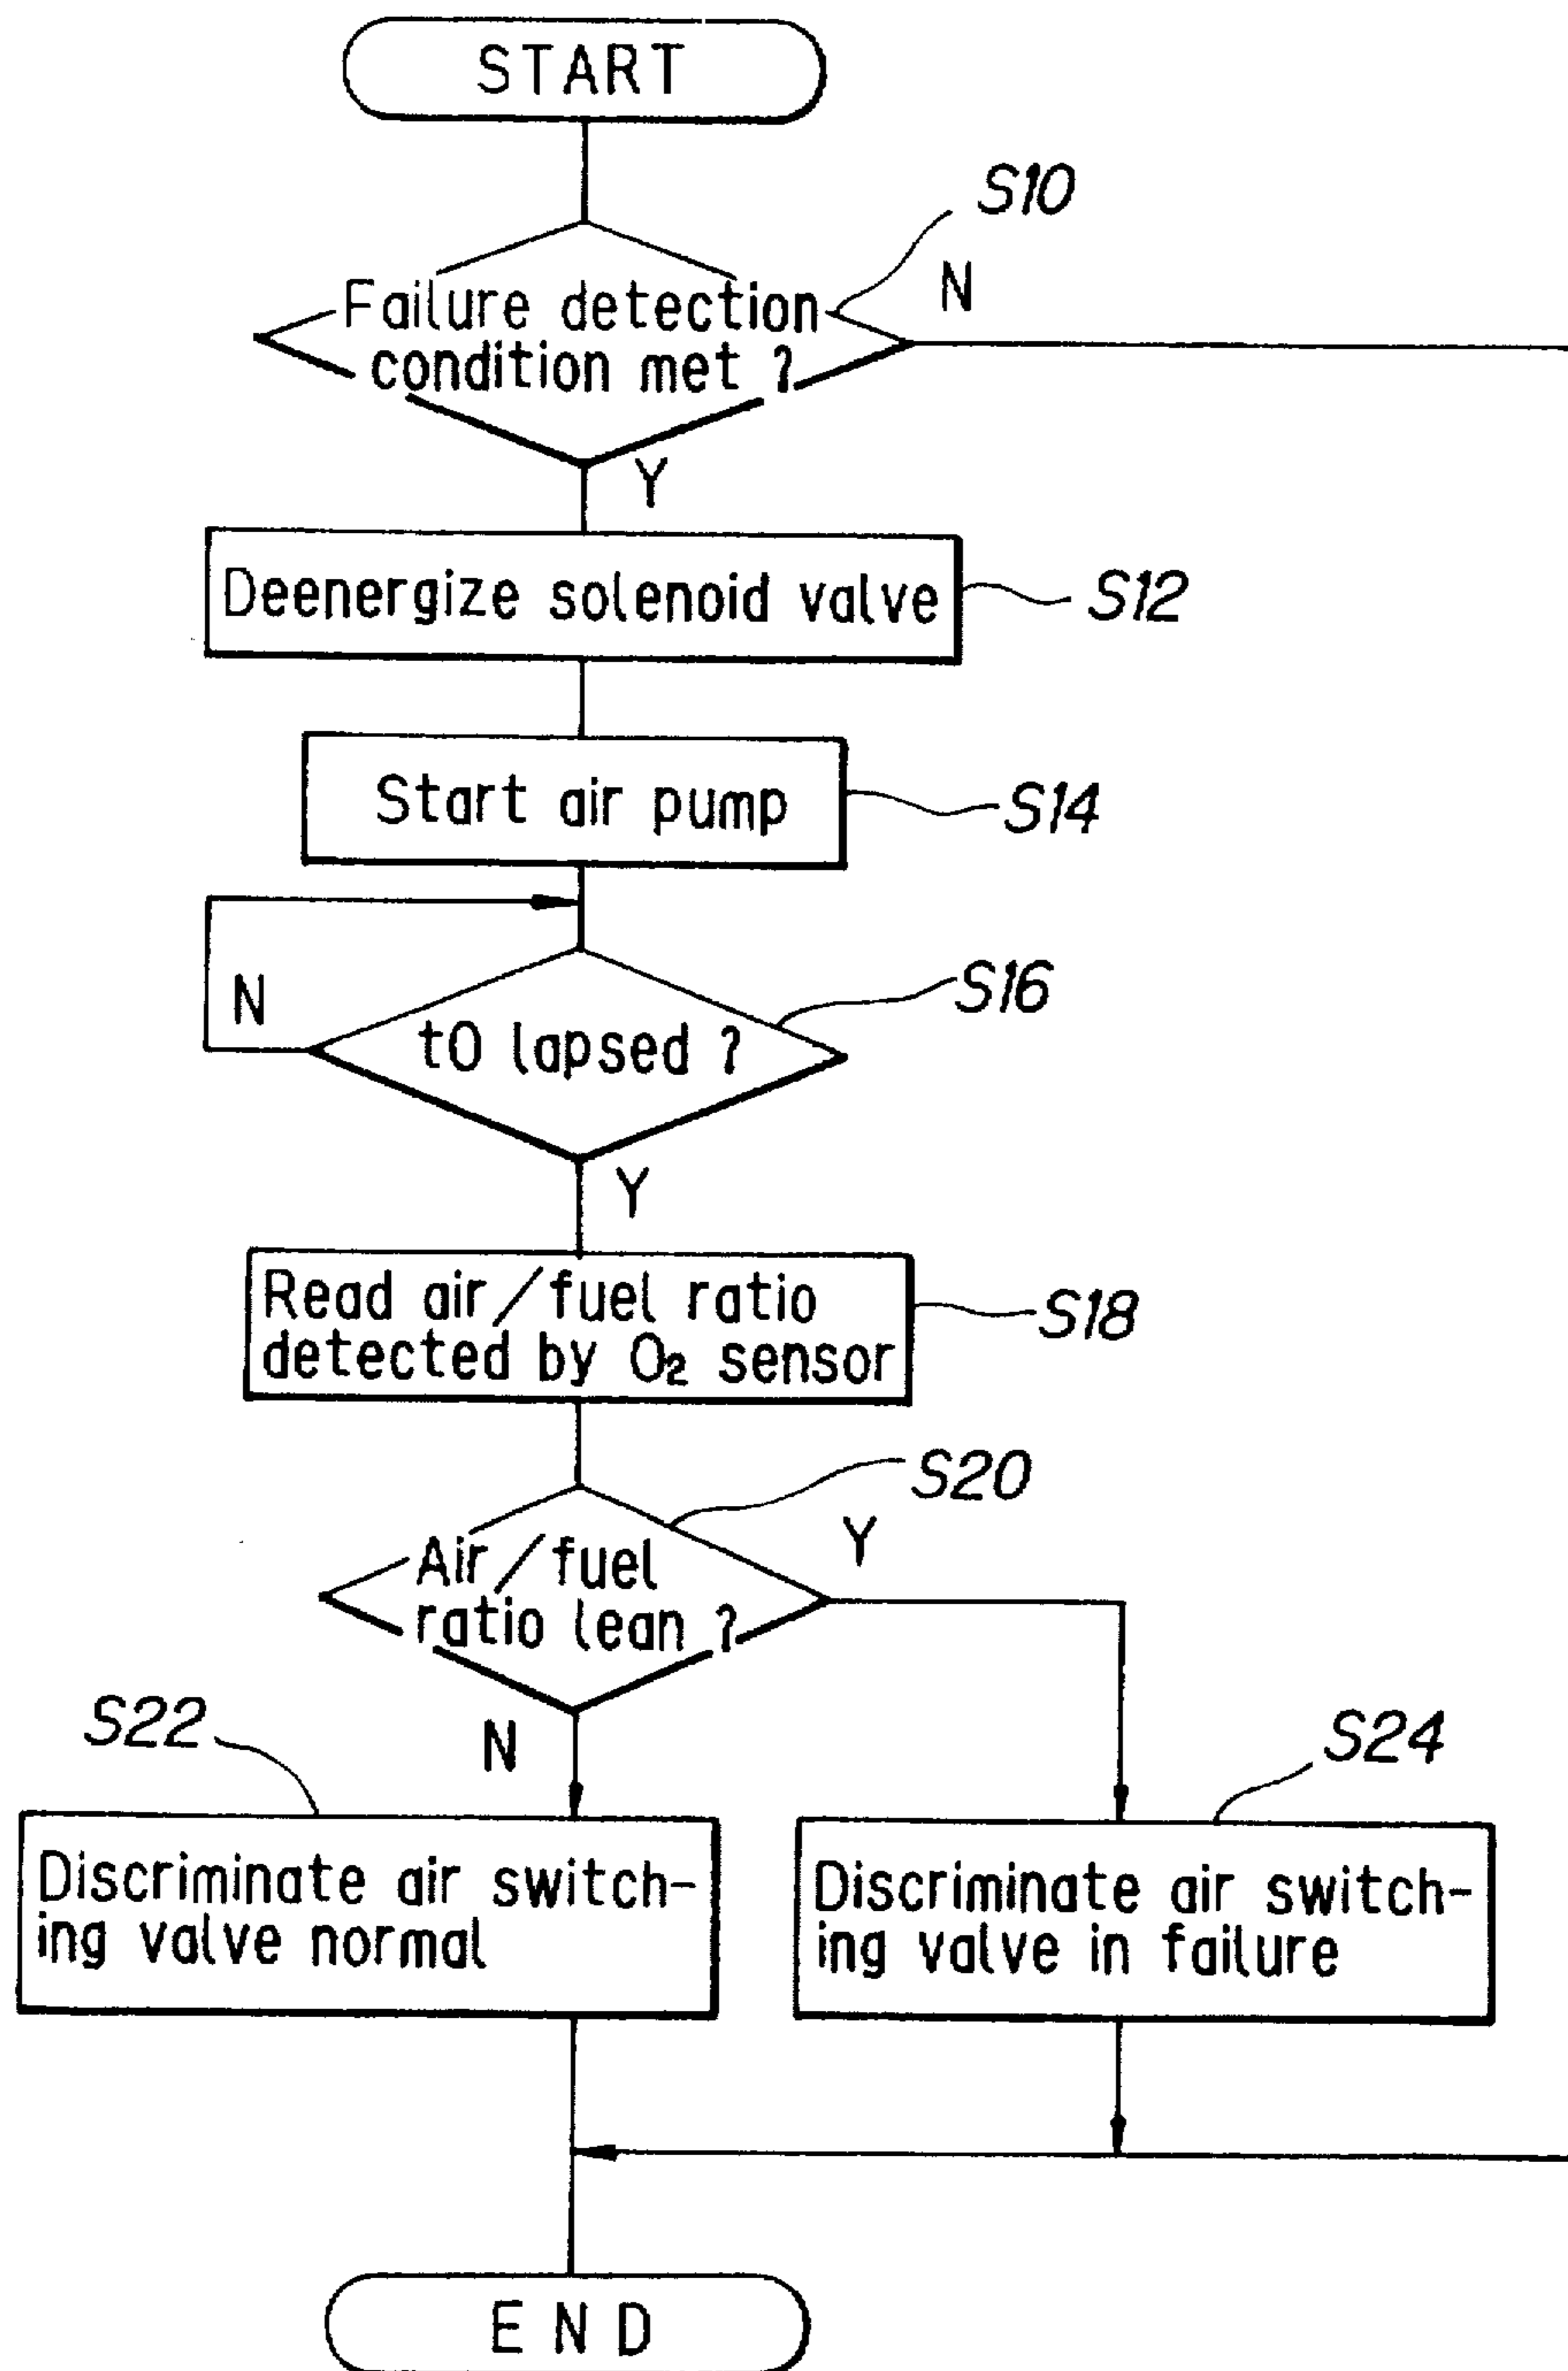 START
S10
N
Failure detection
condition met ?
Y
Deenergize solenoid valve
S12
Start air pump
S14
N
S16
t0 lapsed ?
Y
Read air/fuel ratio
detected by O₂ sensor
S18
S20
Y
Air/fuel
ratio lean ?
S22
N
S24
Discriminate air switch-
ing valve normal
Discriminate air switch-
ing valve in failure
END